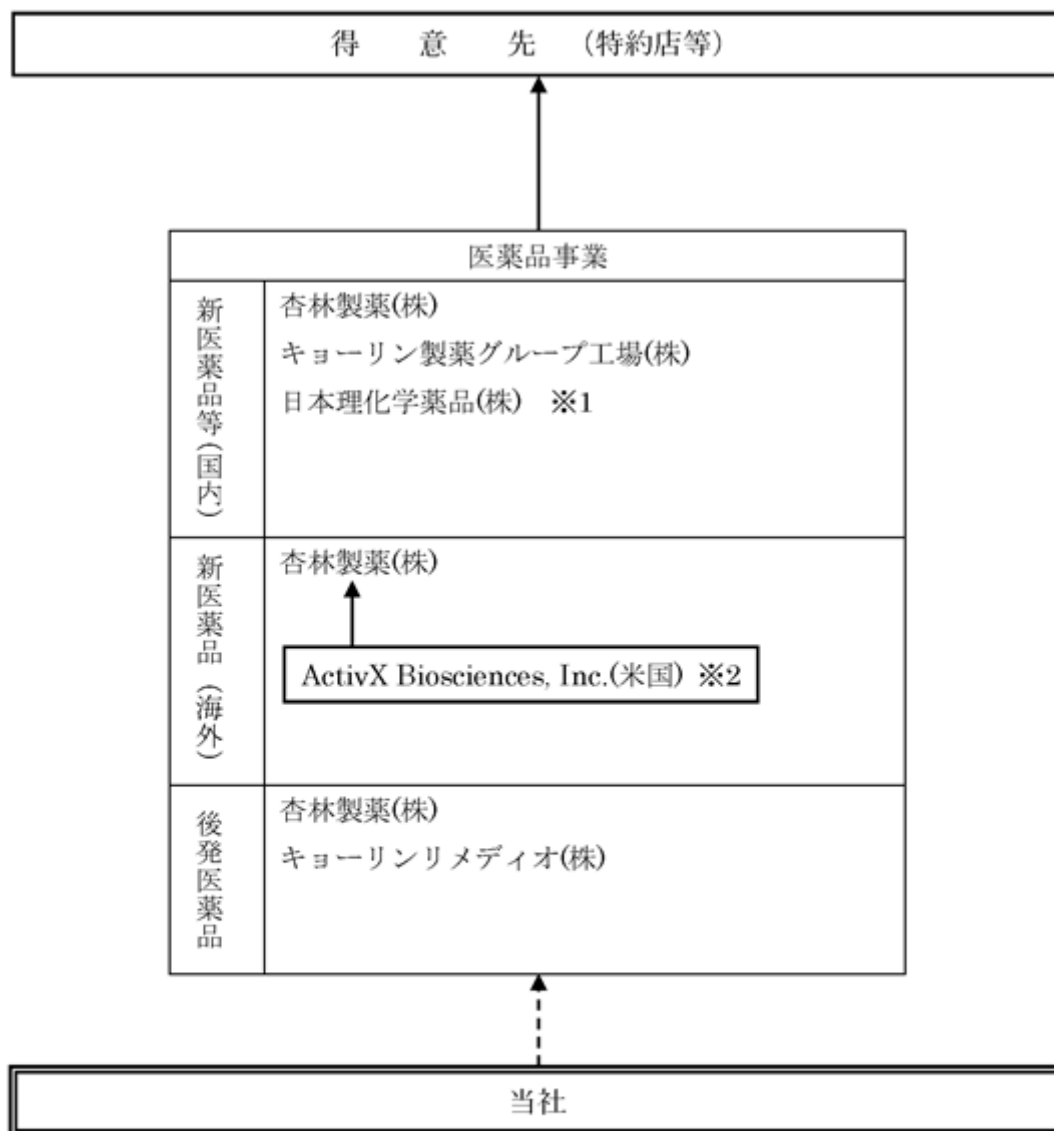 得 意 先 （特約店等）
医薬品事業
新医薬品等（国内）
杏林製薬(株)
キョーリン製薬グループ工場(株)
日本理化学薬品(株) ※1
新医薬品（海外）
杏林製薬(株)
ActivX Biosciences, Inc.(米国) ※2
後発医薬品
杏林製薬(株)
キョーリンリメディオ(株)
当社